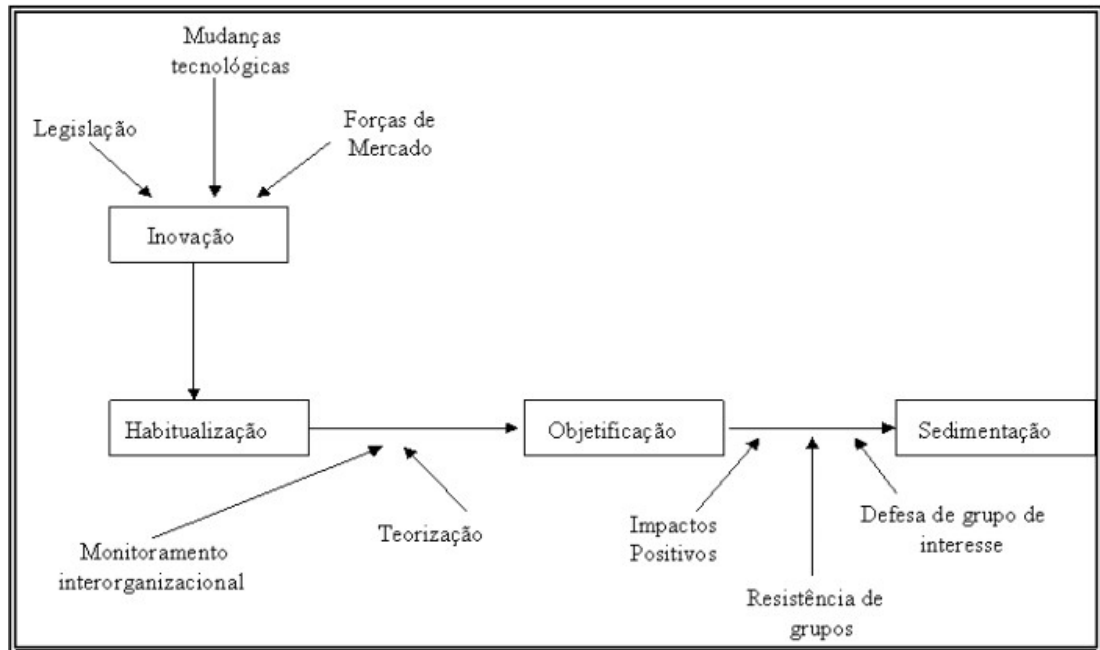 Mudanças
tecnológicas
Legislação
Forças de
Mercado
Inovação
Habitualização
Objetificação
Sedimentação
Monitoramento
interorganizacional
Teorização
Impactos
Positivos
Resistência de
grupos
Defesa de grupo de
interesse